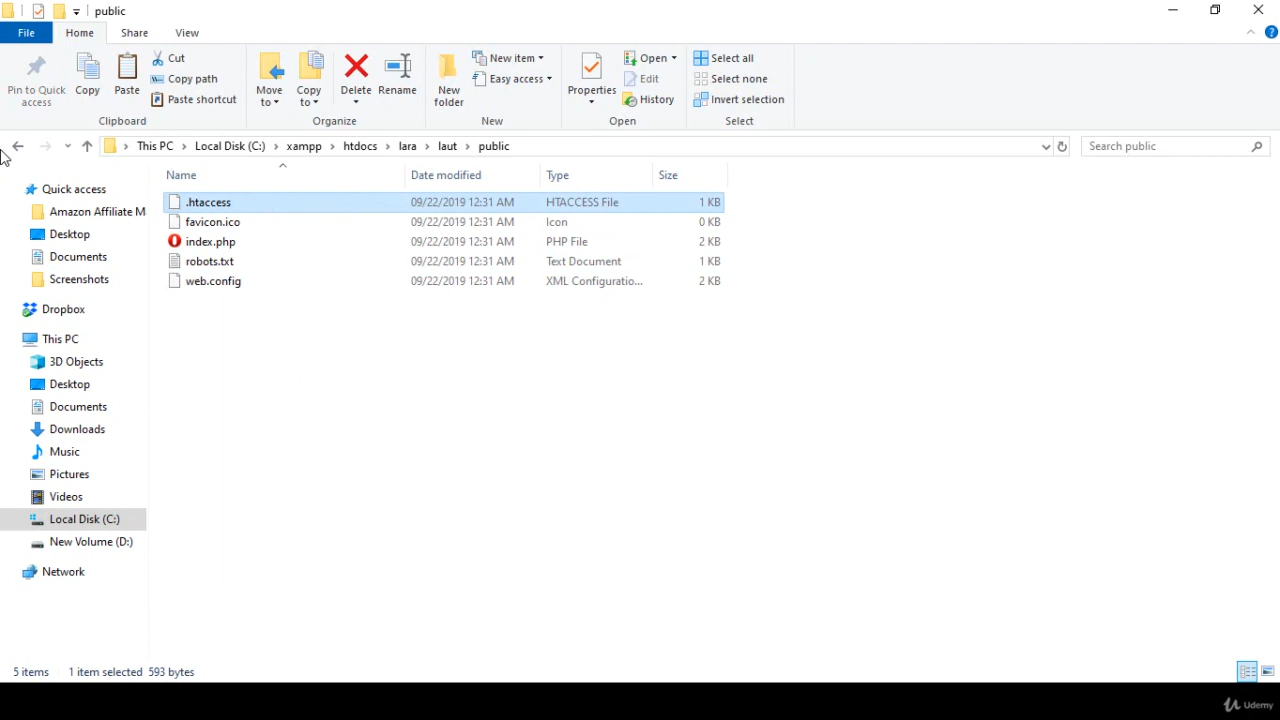 public
File Home Share View
Pin to Quick access
Copy
Paste
Cut
Copy path
Paste shortcut
Clipboard
Move to
Copy to
Delete
Rename
Organize
New folder
New item
Easy access
New
Properties
Open
Edit
History
Open
Select all
Select none
Invert selection
Select
This PC Local Disk (C:) xampp htdocs lara laut public
Search public
Name Date modified Type Size
.htaccess 09/22/2019 12:31 AM HTACCESS File 1 KB
favicon.ico 09/22/2019 12:31 AM Icon 0 KB
index.php 09/22/2019 12:31 AM PHP File 2 KB
robots.txt 09/22/2019 12:31 AM Text Document 1 KB
web.config 09/22/2019 12:31 AM XML Configuratio... 2 KB
Quick access
Amazon Affiliate M
Desktop
Documents
Screenshots
Dropbox
This PC
3D Objects
Desktop
Documents
Downloads
Music
Pictures
Videos
Local Disk (C:)
New Volume (D:)
Network
5 items 1 item selected 593 bytes
Udemy